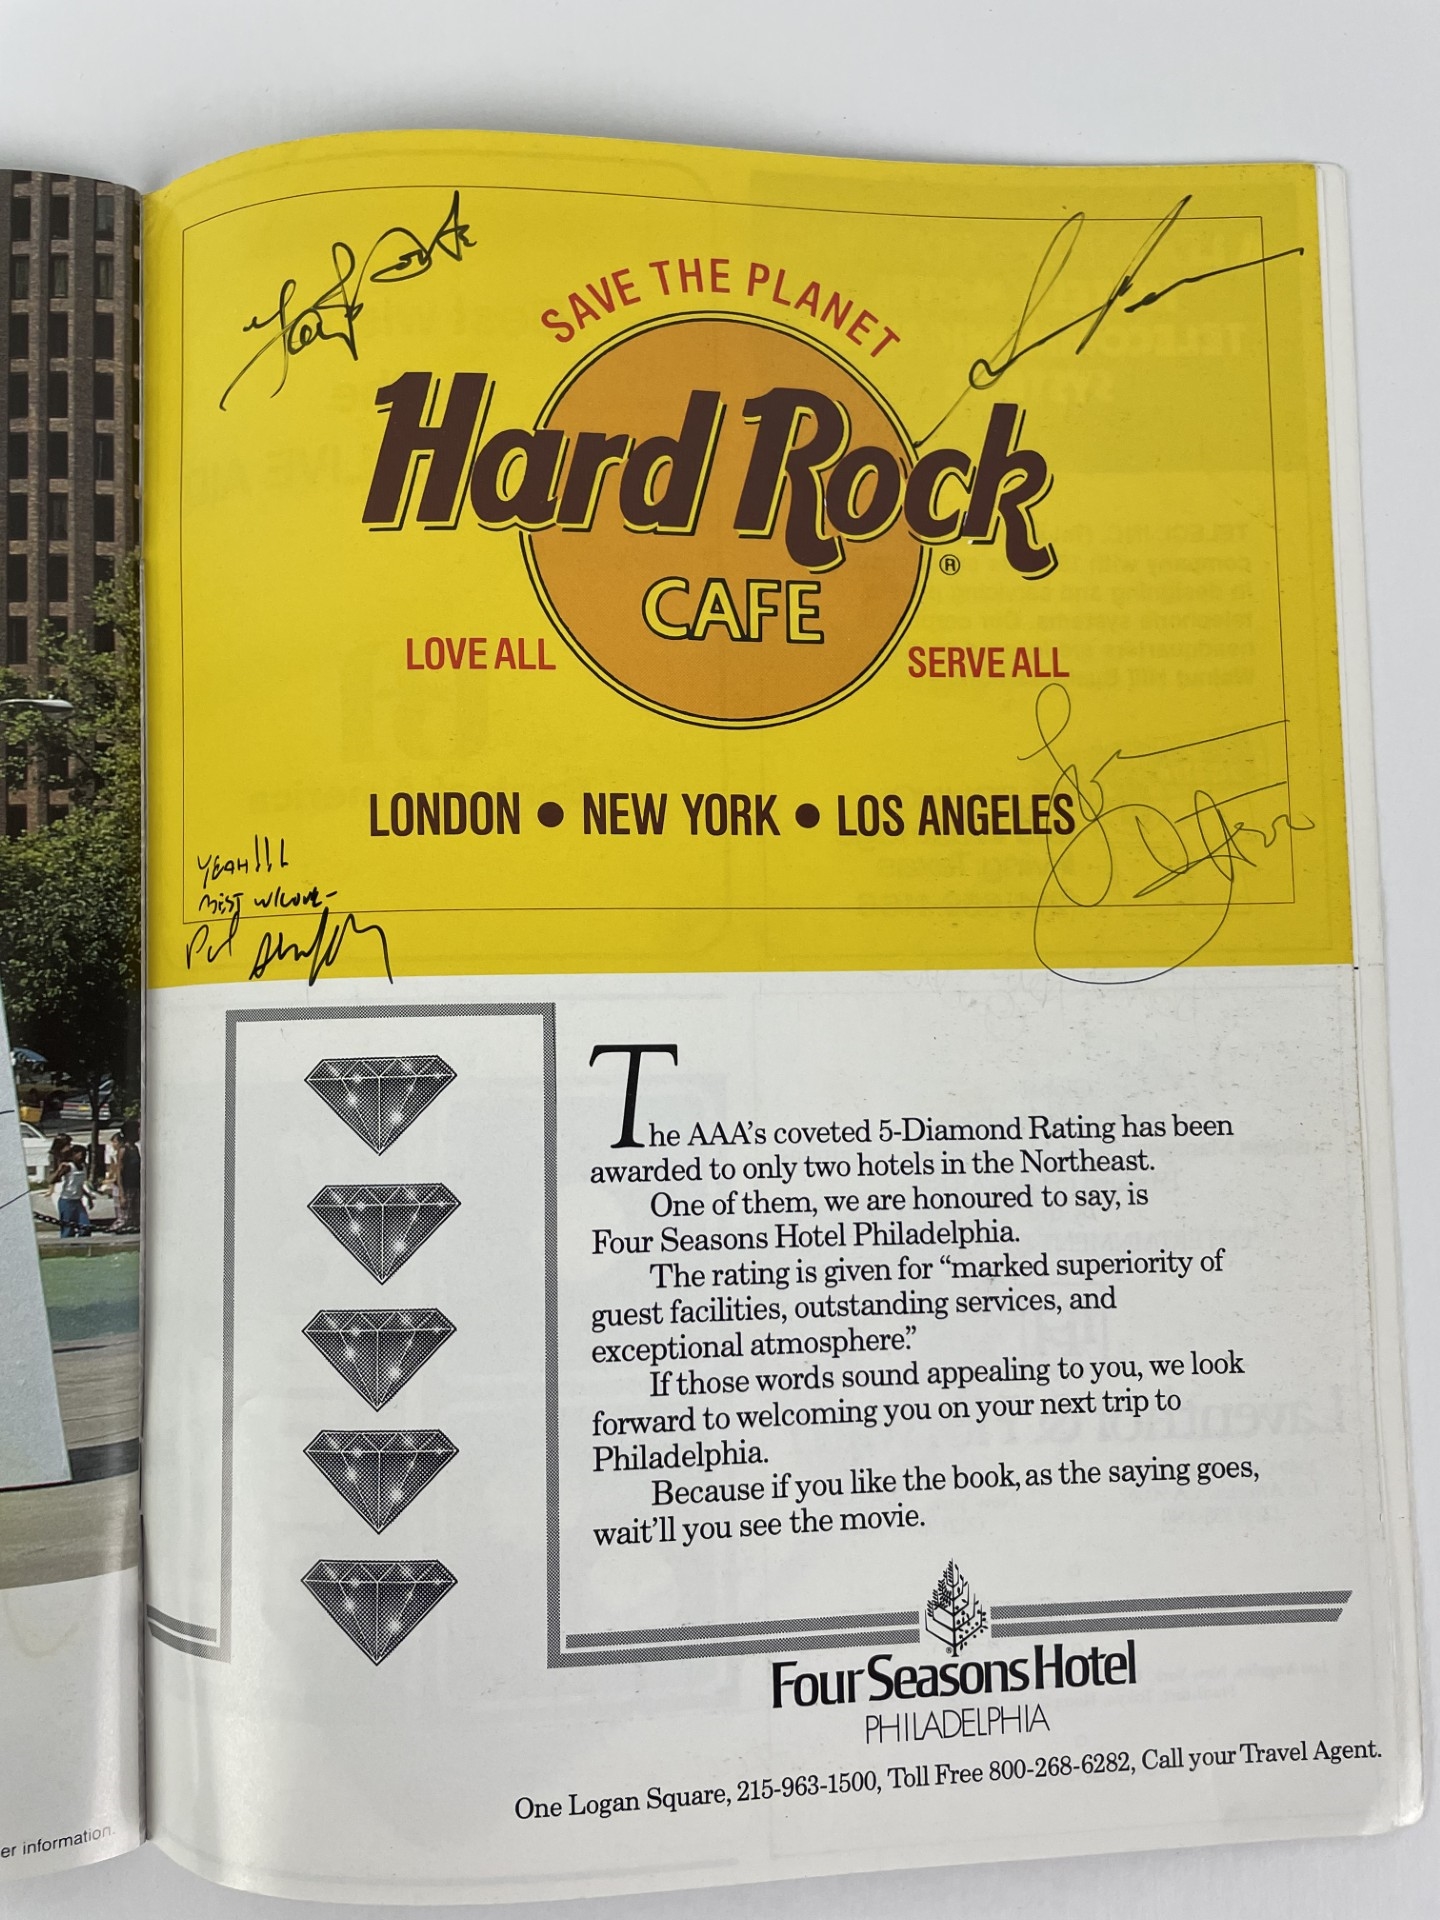 SAVE THE PLANET
Hard Rock
®
CAFE
LOVE ALL
SERVE ALL
LONDON • NEW YORK • LOS ANGELES
YEAH!!!
BEST W/LOVE-
The AAA's coveted 5-Diamond Rating has been
awarded to only two hotels in the Northeast.
One of them, we are honoured to say, is
Four Seasons Hotel Philadelphia.
The rating is given for “marked superiority of
guest facilities, outstanding services, and
exceptional atmosphere.”
If those words sound appealing to you, we look
forward to welcoming you on your next trip to
Philadelphia.
Because if you like the book, as the saying goes,
wait'll you see the movie.
Four Seasons Hotel
PHILADELPHIA
One Logan Square, 215-963-1500, Toll Free 800-268-6282, Call your Travel Agent.
er information.